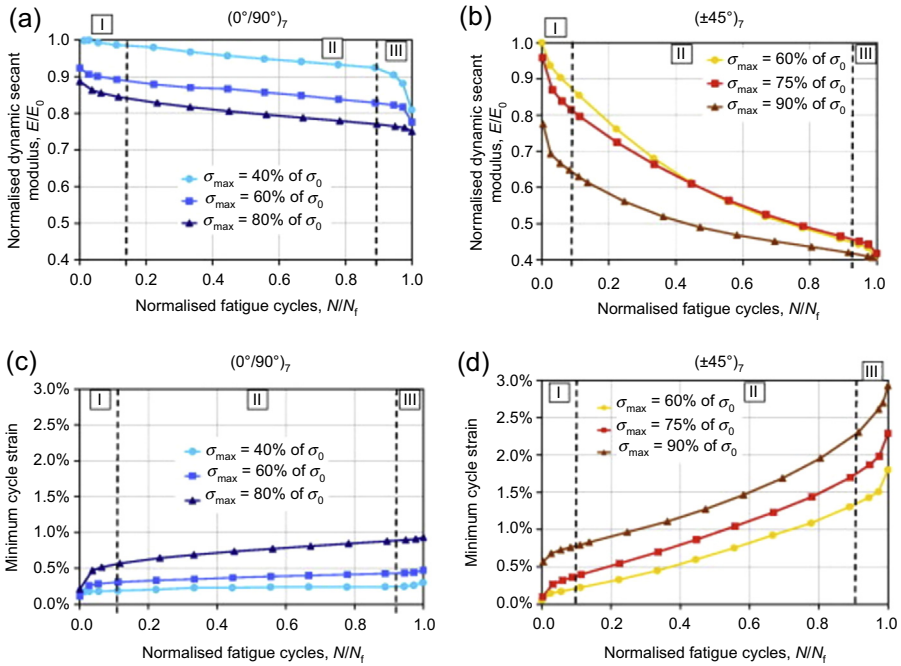 (a)
(0°/90°)₇
I
II
III
1.0
0.9
0.8
0.7
0.6
0.5
0.4
Normalised dynamic secant
modulus, E/E₀
σmax = 40% of σ₀
σmax = 60% of σ₀
σmax = 80% of σ₀
0.0 0.2 0.4 0.6 0.8 1.0
Normalised fatigue cycles, N/Nf
(b)
(±45°)₇
I
II
III
1.0
0.9
0.8
0.7
0.6
0.5
0.4
Normalised dynamic secant
modulus, E/E₀
σmax = 60% of σ₀
σmax = 75% of σ₀
σmax = 90% of σ₀
0.0 0.2 0.4 0.6 0.8 1.0
Normalised fatigue cycles, N/Nf
(c)
(0°/90°)₇
I
II
III
3.0%
2.5%
2.0%
1.5%
1.0%
0.5%
0.0%
Minimum cycle strain
σmax = 40% of σ₀
σmax = 60% of σ₀
σmax = 80% of σ₀
0.0 0.2 0.4 0.6 0.8 1.0
Normalised fatigue cycles, N/Nf
(d)
(±45°)₇
I
II
III
3.0%
2.5%
2.0%
1.5%
1.0%
0.5%
0.0%
Minimum cycle strain
σmax = 60% of σ₀
σmax = 75% of σ₀
σmax = 90% of σ₀
0.0 0.2 0.4 0.6 0.8 1.0
Normalised fatigue cycles, N/Nf